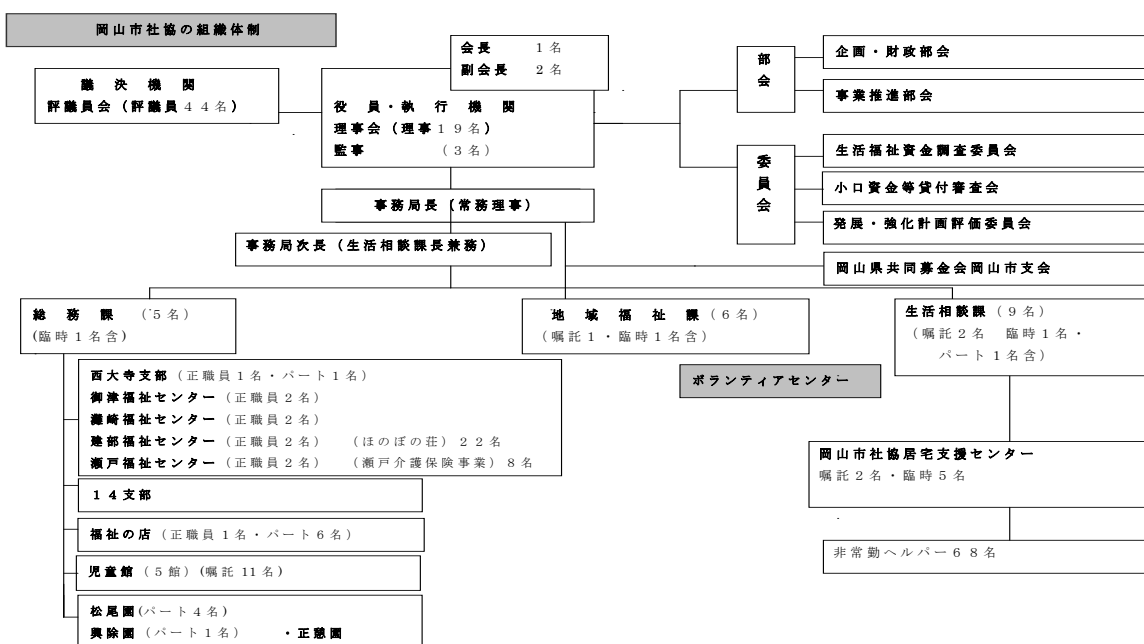 岡山市社協の組織体制
会長 1名
副会長 2名
議決機関
評議員会(評議員44名)
役員・執行機関
理事会(理事19名)
監事 (3名)
部会
企画・財政部会
事業推進部会
委員会
生活福祉資金調査委員会
小口資金等貸付審査会
発展・強化計画評価委員会
事務局長(常務理事)
事務局次長(生活相談課長兼務)
岡山県共同募金会岡山市支会
総務課 (5名)
(臨時1名含)
地域福祉課 (6名)
(嘱託1・臨時1名含)
生活相談課(9名)
(嘱託2名 臨時1名・
パート1名含)
西大寺支部(正職員1名・パート1名)
御津福祉センター(正職員2名)
灘崎福祉センター(正職員2名)
建部福祉センター(正職員2名) (ほのぼの荘)22名
瀬戸福祉センター(正職員2名) (瀬戸介護保険事業)8名
ボランティアセンター
岡山市社協居宅支援センター
嘱託2名・臨時5名
14支部
福祉の店(正職員1名・パート6名)
非常勤ヘルパー68名
児童館(5館)(嘱託11名)
松尾園(パート4名)
興除園(パート1名) ・正憩園